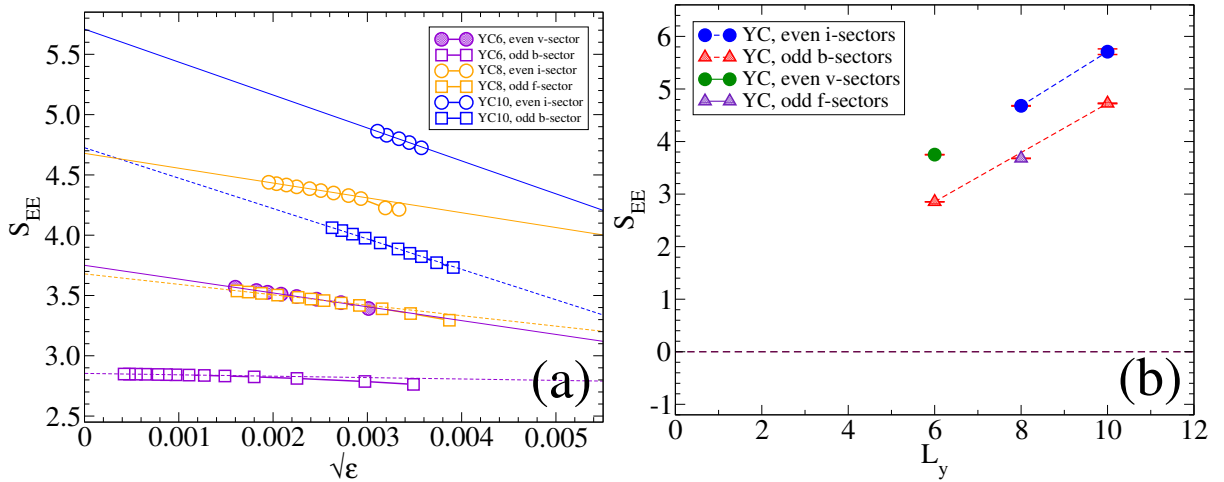 5.5
5.0
4.5
4.0
3.5
3.0
2.5
S_EE
0
0.001
0.002
0.003
0.004
0.005
√ε
YC6, even v-sector
YC6, odd b-sector
YC8, even i-sector
YC8, odd f-sector
YC10, even i-sector
YC10, odd b-sector
(a)
6
5
4
3
2
1
0
-1
S_EE
0
2
4
6
8
10
12
L_y
YC, even i-sectors
YC, odd b-sectors
YC, even v-sectors
YC, odd f-sectors
(b)